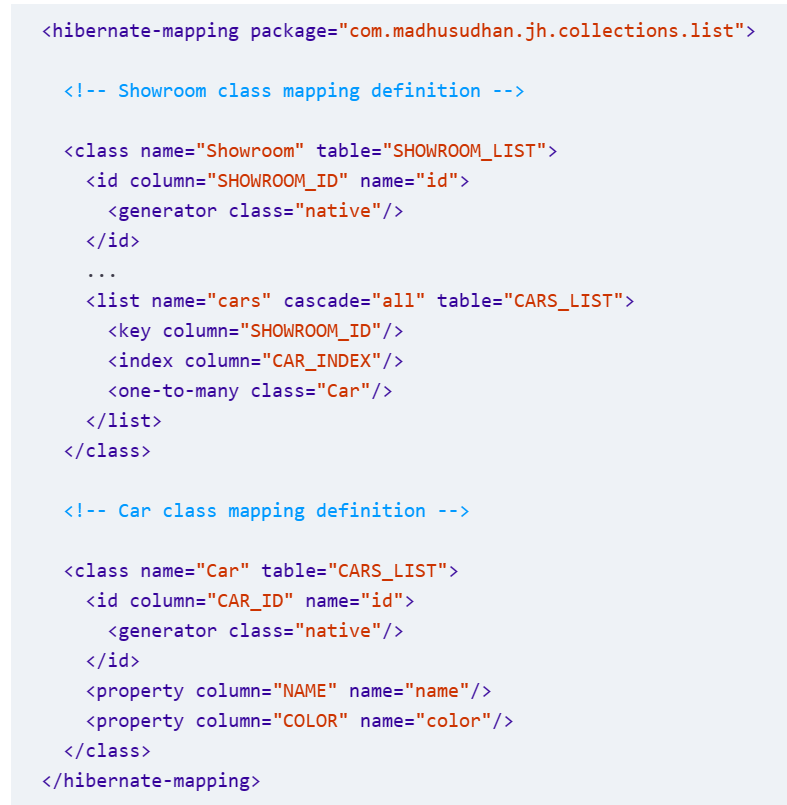 <hibernate-mapping package="com.madhusudhan.jh.collections.list">
<!-- Showroom class mapping definition -->
<class name="Showroom" table="SHOWROOM_LIST">
<id column="SHOWROOM_ID" name="id">
<generator class="native"/>
</id>
...
<list name="cars" cascade="all" table="CARS_LIST">
<key column="SHOWROOM_ID"/>
<index column="CAR_INDEX"/>
<one-to-many class="Car"/>
</list>
</class>
<!-- Car class mapping definition -->
<class name="Car" table="CARS_LIST">
<id column="CAR_ID" name="id">
<generator class="native"/>
</id>
<property column="NAME" name="name"/>
<property column="COLOR" name="color"/>
</class>
</hibernate-mapping>